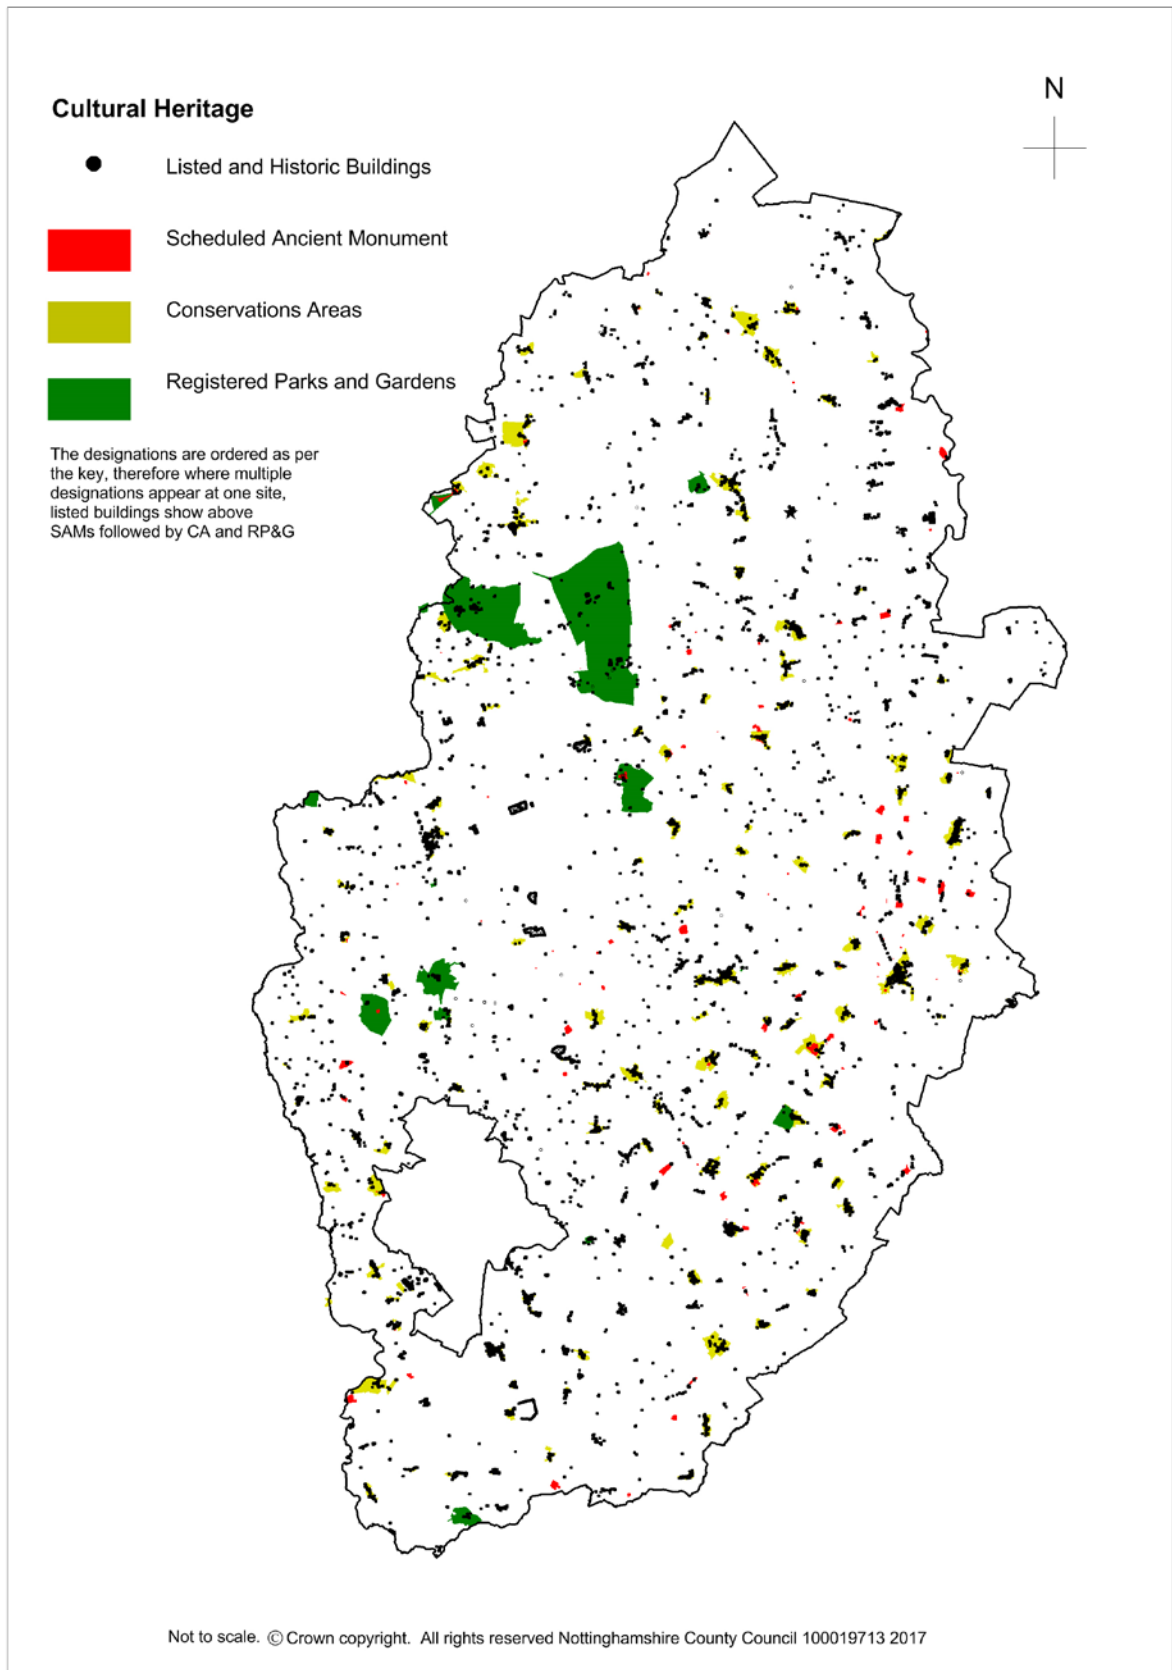 N
Cultural Heritage
Listed and Historic Buildings
Scheduled Ancient Monument
Conservations Areas
Registered Parks and Gardens
The designations are ordered as per
the key, therefore where multiple
designations appear at one site,
listed buildings show above
SAMs followed by CA and RP&G
Not to scale. © Crown copyright. All rights reserved Nottinghamshire County Council 100019713 2017